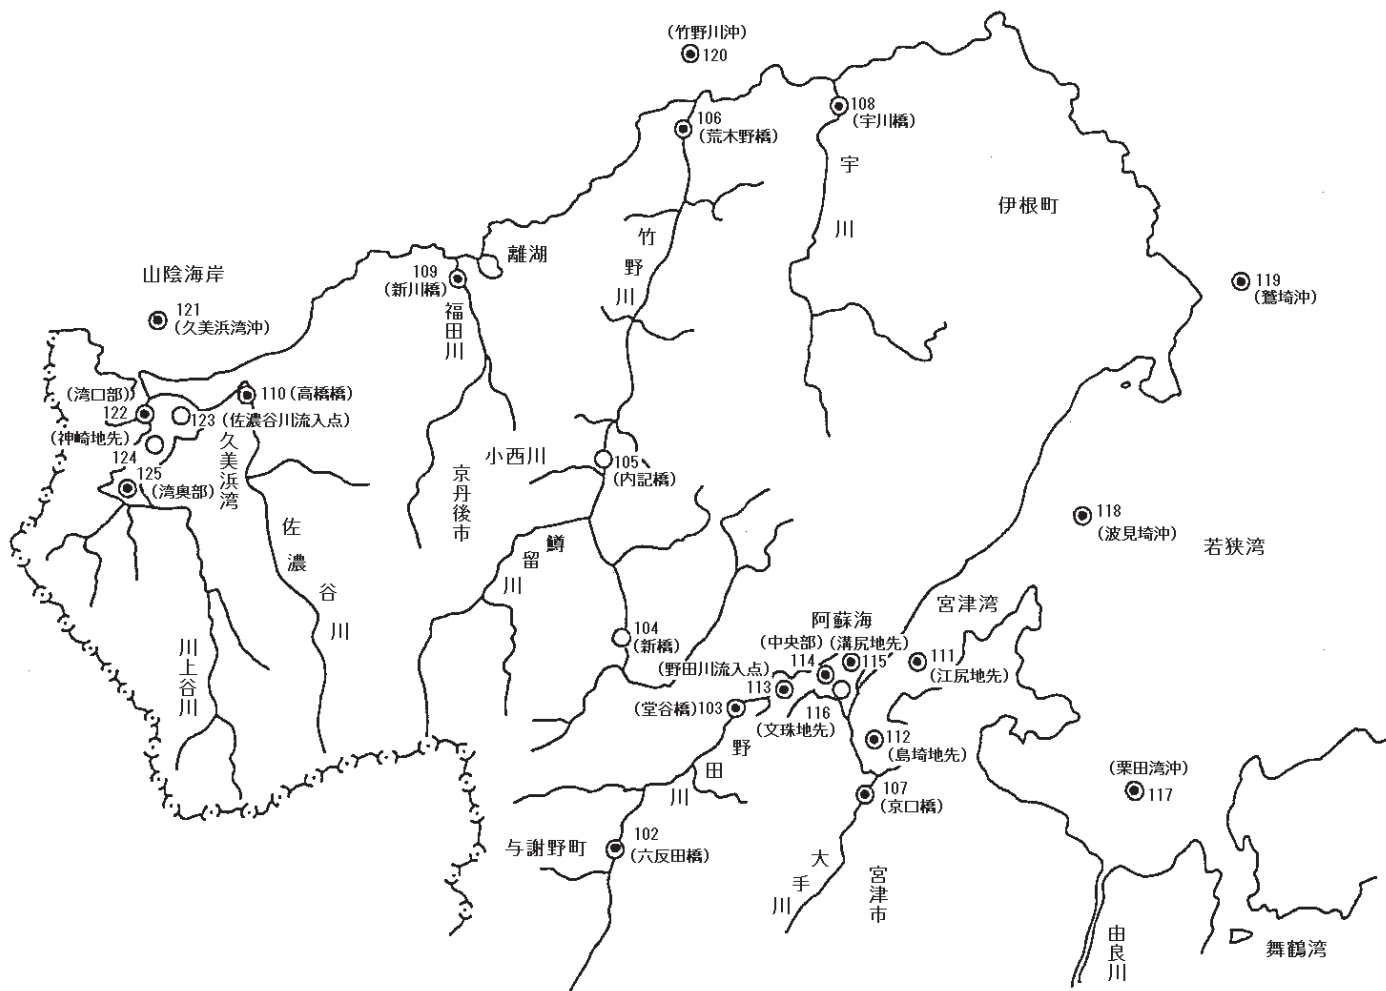 (竹野川沖)
120
108
(宇川橋)
106
(荒木野橋)
宇川
伊根町
竹野川
離湖
山陰海岸
109
(新川橋)
119
(鷲埼沖)
121
(久美浜湾沖)
福田川
(湾口部)
122
110(高橋橋)
123(佐濃谷川流入点)
(神崎地先)
124
久美浜湾
125
(湾奥部)
小西川
105
(内記橋)
京丹後市
佐濃谷川
鱒留川
118
(波見埼沖)
若狭湾
宮津湾
阿蘇海
104
(新橋)
(中央部)
(溝尻地先)
114
115
111
(江尻地先)
(野田川流入点)
113
川上谷川
(堂谷橋)103
116
(文珠地先)
112
(島埼地先)
野田川
(栗田湾沖)
117
107
(京口橋)
与謝野町
102
(六反田橋)
大手川
宮津市
由良川
舞鶴湾